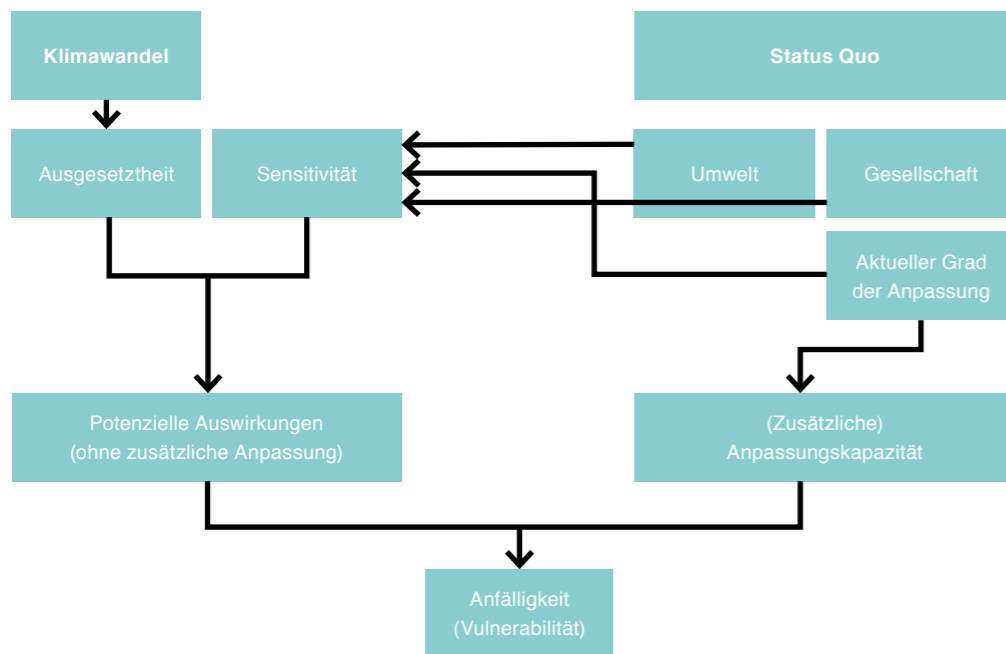 Klimawandel
Status Quo
Ausgesetztheit
Sensitivität
Umwelt
Gesellschaft
Aktueller Grad
der Anpassung
Potenzielle Auswirkungen
(ohne zusätzliche Anpassung)
(Zusätzliche)
Anpassungskapazität
Anfälligkeit
(Vulnerabilität)